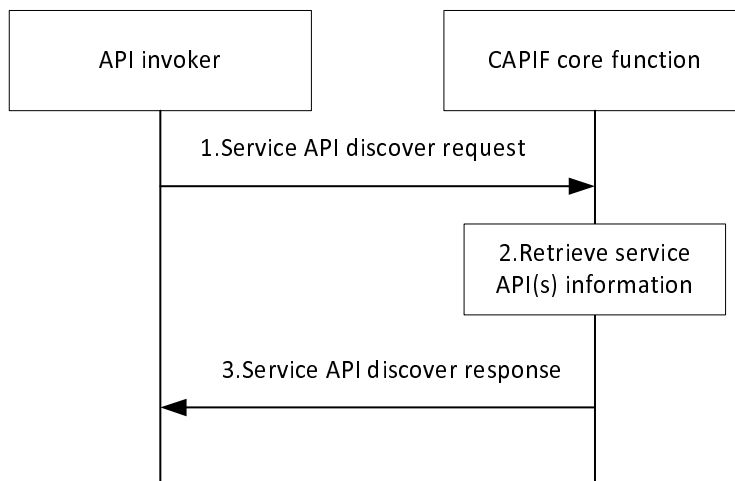 API invoker
CAPIF core function
1.Service API discover request
2.Retrieve service
API(s) information
3.Service API discover response